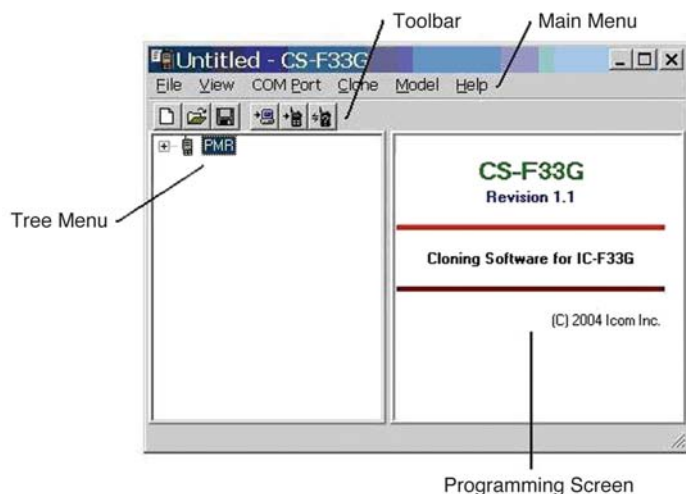 Toolbar
Main Menu
Untitled - CS-F33G
File View COM Port Clone Model Help
PMR
CS-F33G
Revision 1.1
Tree Menu
Cloning Software for IC-F33G
(C) 2004 Icom Inc.
Programming Screen